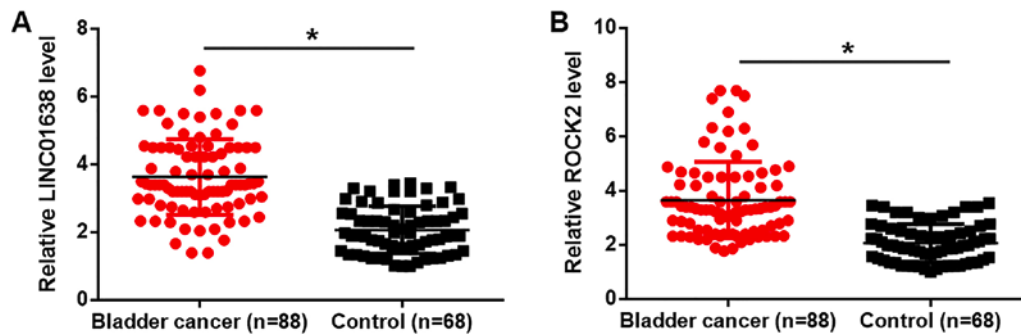 A
Relative LINC01638 level
8
6
4
2
0
*
Bladder cancer (n=88)
Control (n=68)
B
Relative ROCK2 level
10
8
6
4
2
0
*
Bladder cancer (n=88)
Control (n=68)